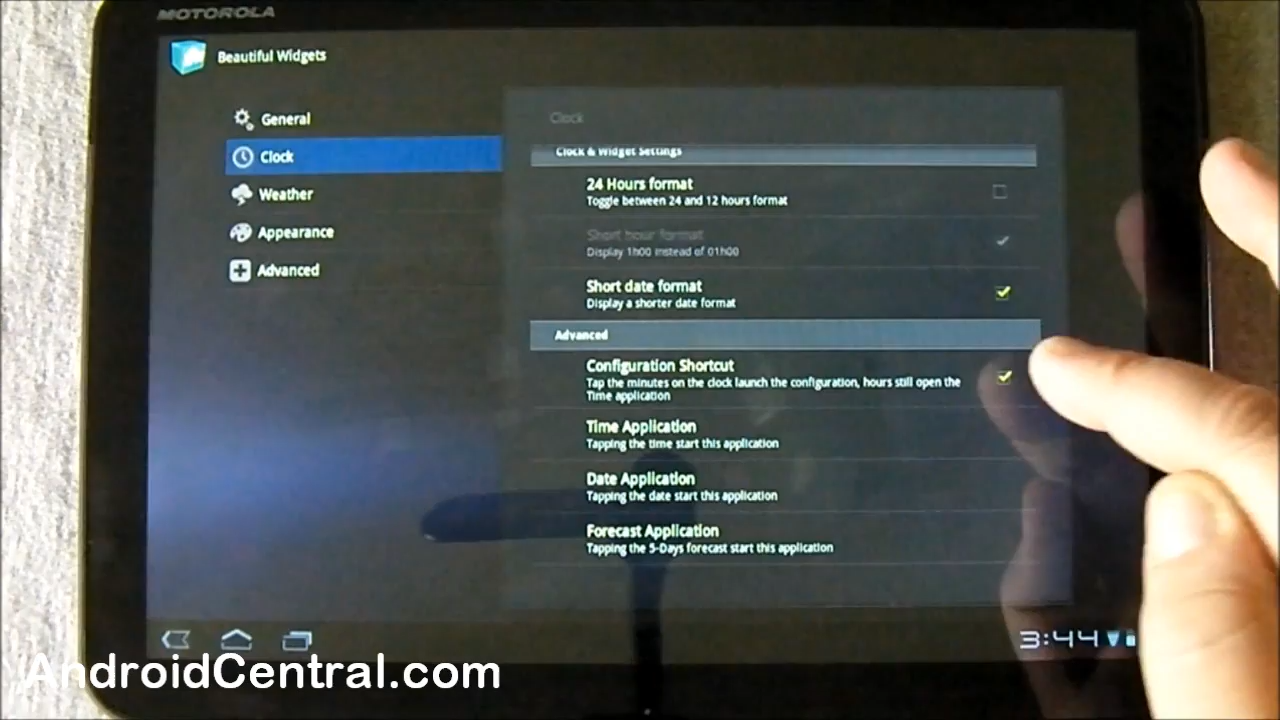 MOTOROLA
Beautiful Widgets
General
Clock
Weather
Appearance
Advanced
Clock
Clock & Widget Settings
24 Hours format
Toggle between 24 and 12 hours format
Short hour format
Display 1h00 instead of 01h00
Short date format
Display a shorter date format
Advanced
Configuration Shortcut
Tap the minutes on the clock launch the configuration, hours still open the
Time application
Time Application
Tapping the time start this application
Date Application
Tapping the date start this application
Forecast Application
Tapping the 5-Days forecast start this application
3:44
AndroidCentral.com